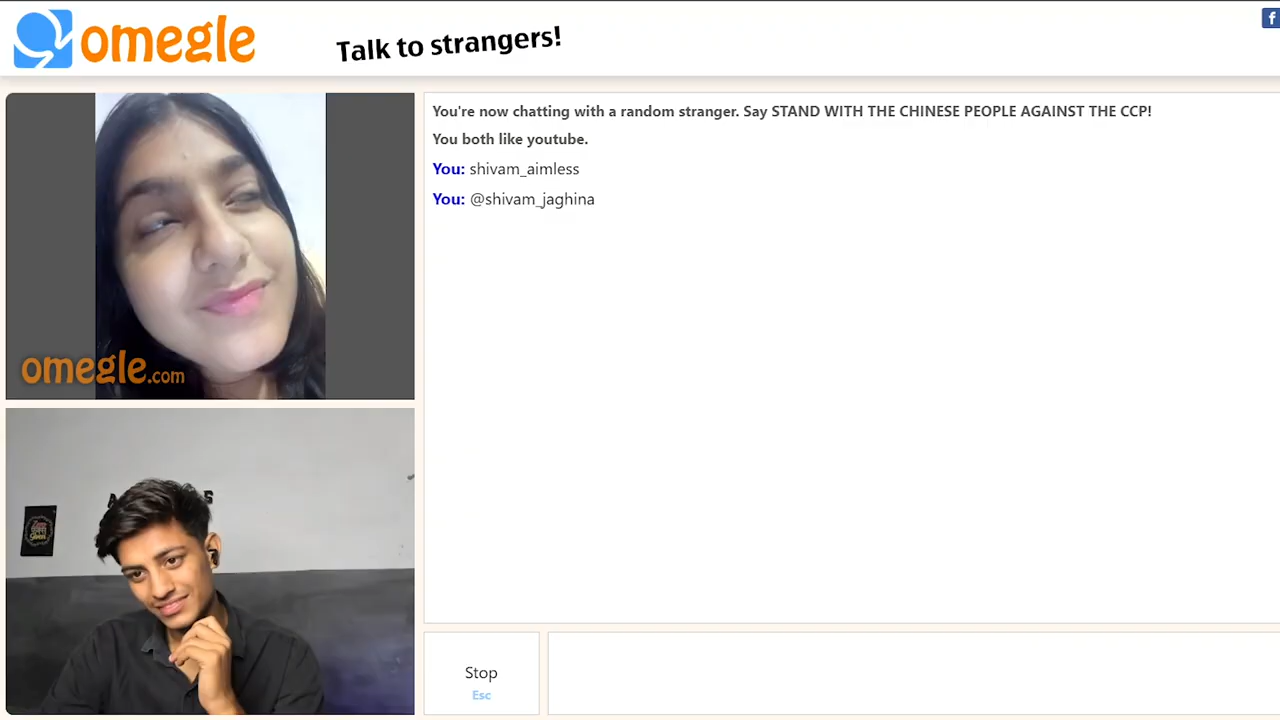 omegle
Talk to strangers!
f
You're now chatting with a random stranger. Say STAND WITH THE CHINESE PEOPLE AGAINST THE CCP!
You both like youtube.
You: shivam_aimless
You: @shivam_jaghina
omegle.com
Stop
Esc